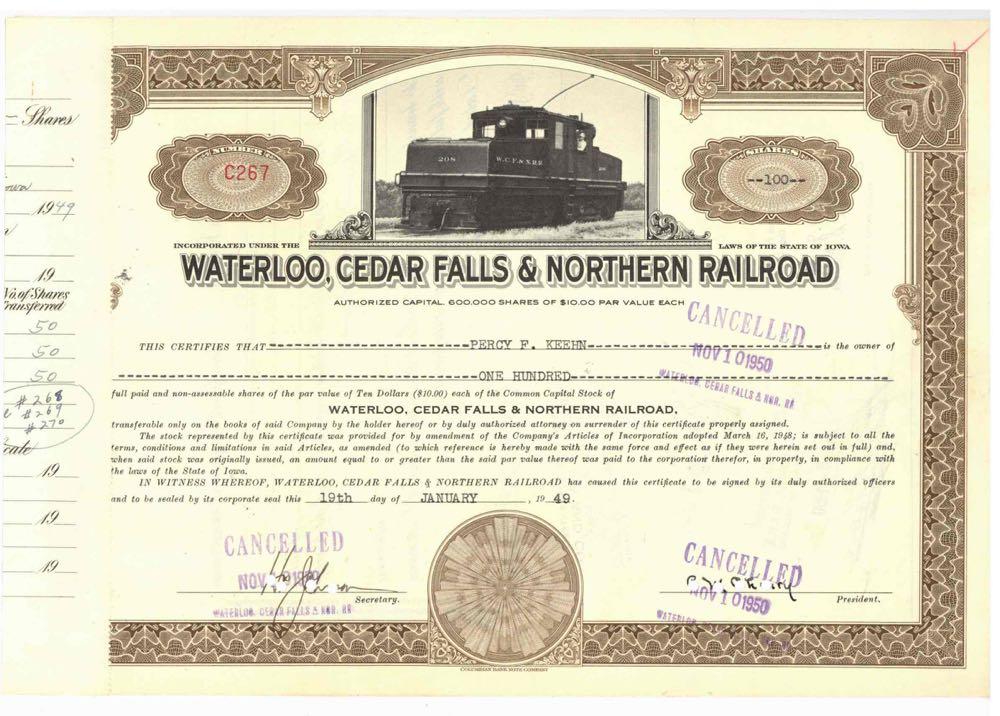 Shares
1949
19
No. of Shares
Transferred
50
50
50
#268
#269
#270
19
19
19
NUMBER
C267
208
W.C.F.&N.R.R.
SHARES
--100--
INCORPORATED UNDER THE
LAWS OF THE STATE OF IOWA
WATERLOO, CEDAR FALLS & NORTHERN RAILROAD
AUTHORIZED CAPITAL. 600,000 SHARES OF $10.00 PAR VALUE EACH
CANCELLED
NOV 10 1950
WATERLOO, CEDAR FALLS & NOR. RR
THIS CERTIFIES THAT PERCY F. KEEHN is the owner of
ONE HUNDRED
full paid and non-assessable shares of the par value of Ten Dollars ($10.00) each of the Common Capital Stock of
WATERLOO, CEDAR FALLS & NORTHERN RAILROAD,
transferable only on the books of said Company by the holder hereof or by duly authorized attorney on surrender of this certificate properly assigned.
The stock represented by this certificate was provided for by amendment of the Company's Articles of Incorporation adopted March 16, 1948; is subject to all the
terms, conditions and limitations in said Articles, as amended (to which reference is hereby made with the same force and effect as if they were herein set out in full) and,
when said stock was originally issued, an amount equal to or greater than the said par value thereof was paid to the corporation therefor, in property, in compliance with
the laws of the State of Iowa.
IN WITNESS WHEREOF, WATERLOO, CEDAR FALLS & NORTHERN RAILROAD has caused this certificate to be signed by its duly authorized officers
and to be sealed by its corporate seal this 19th day of JANUARY, 1949.
CANCELLED
NOV
WATERLOO, CEDAR FALLS & NOR. RR
Secretary.
CANCELLED
NOV 10 1950
WATERLOO
President.
COLUMBIAN BANK NOTE COMPANY